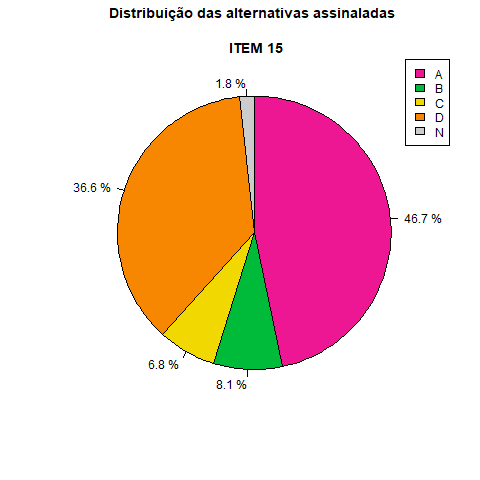 Distribuição das alternativas assinaladas
ITEM 15
A
B
C
D
N
1.8 %
36.6 %
46.7 %
6.8 %
8.1 %